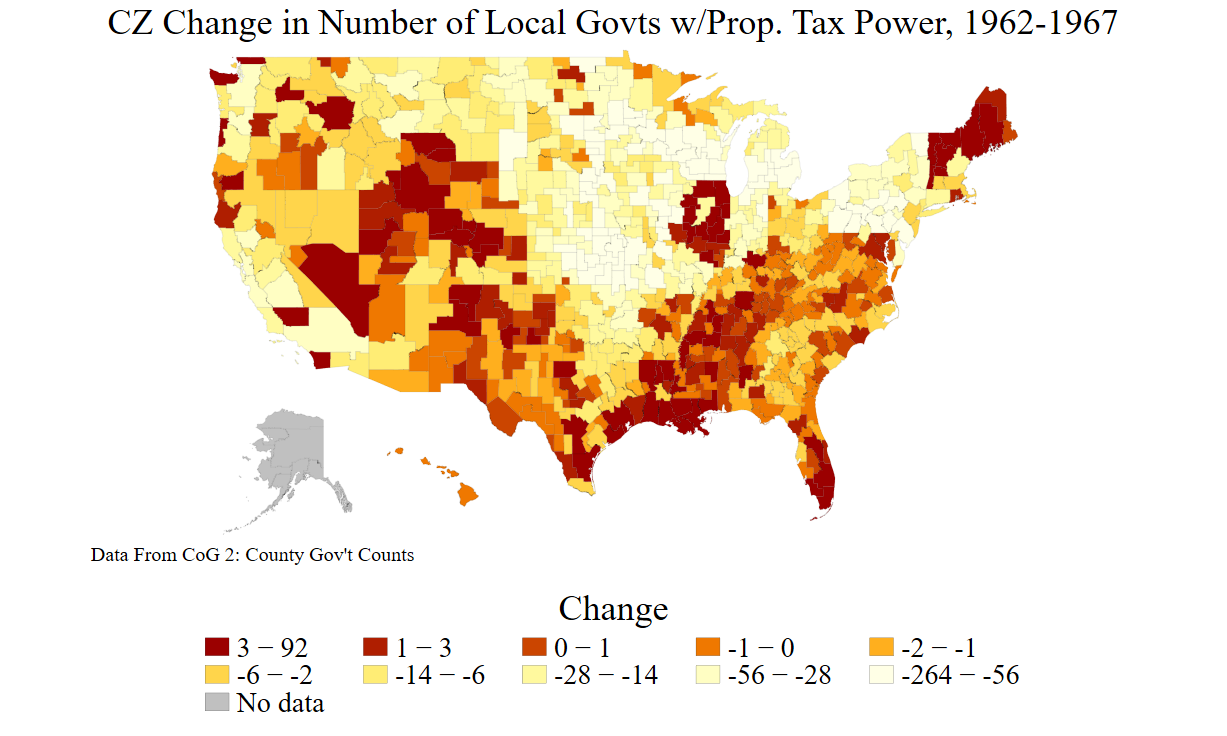 CZ Change in Number of Local Govts w/Prop. Tax Power, 1962-1967
Data From CoG 2: County Gov't Counts
Change
3 − 92 1 − 3 0 − 1 -1 − 0 -2 − -1
-6 − -2 -14 − -6 -28 − -14 -56 − -28 -264 − -56
No data